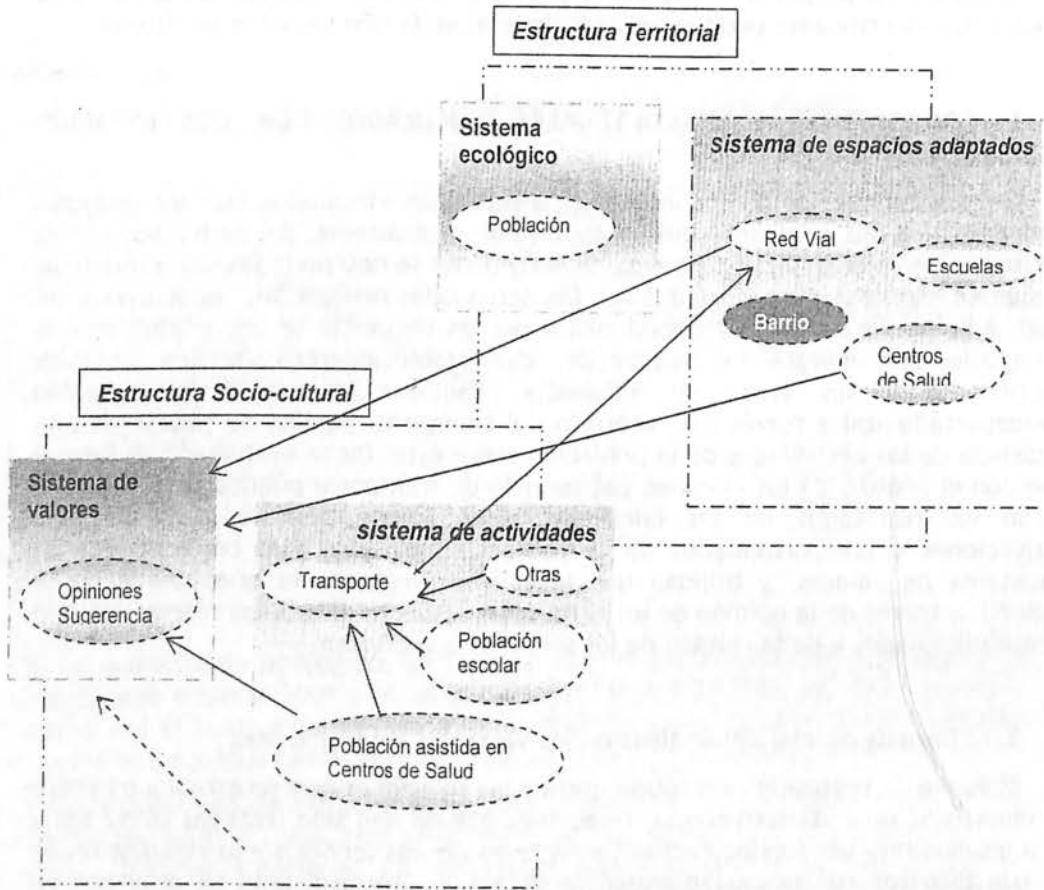 Estructura Territorial
Sistema
ecológico
Población
Sistema de espacios adaptados
Red Vial
Escuelas
Barrio
Centros
de Salud
Estructura Socio-cultural
Sistema de
valores
Opiniones
Sugerencia
sistema de actividades
Transporte
Otras
Población
escolar
Población asistida en
Centros de Salud